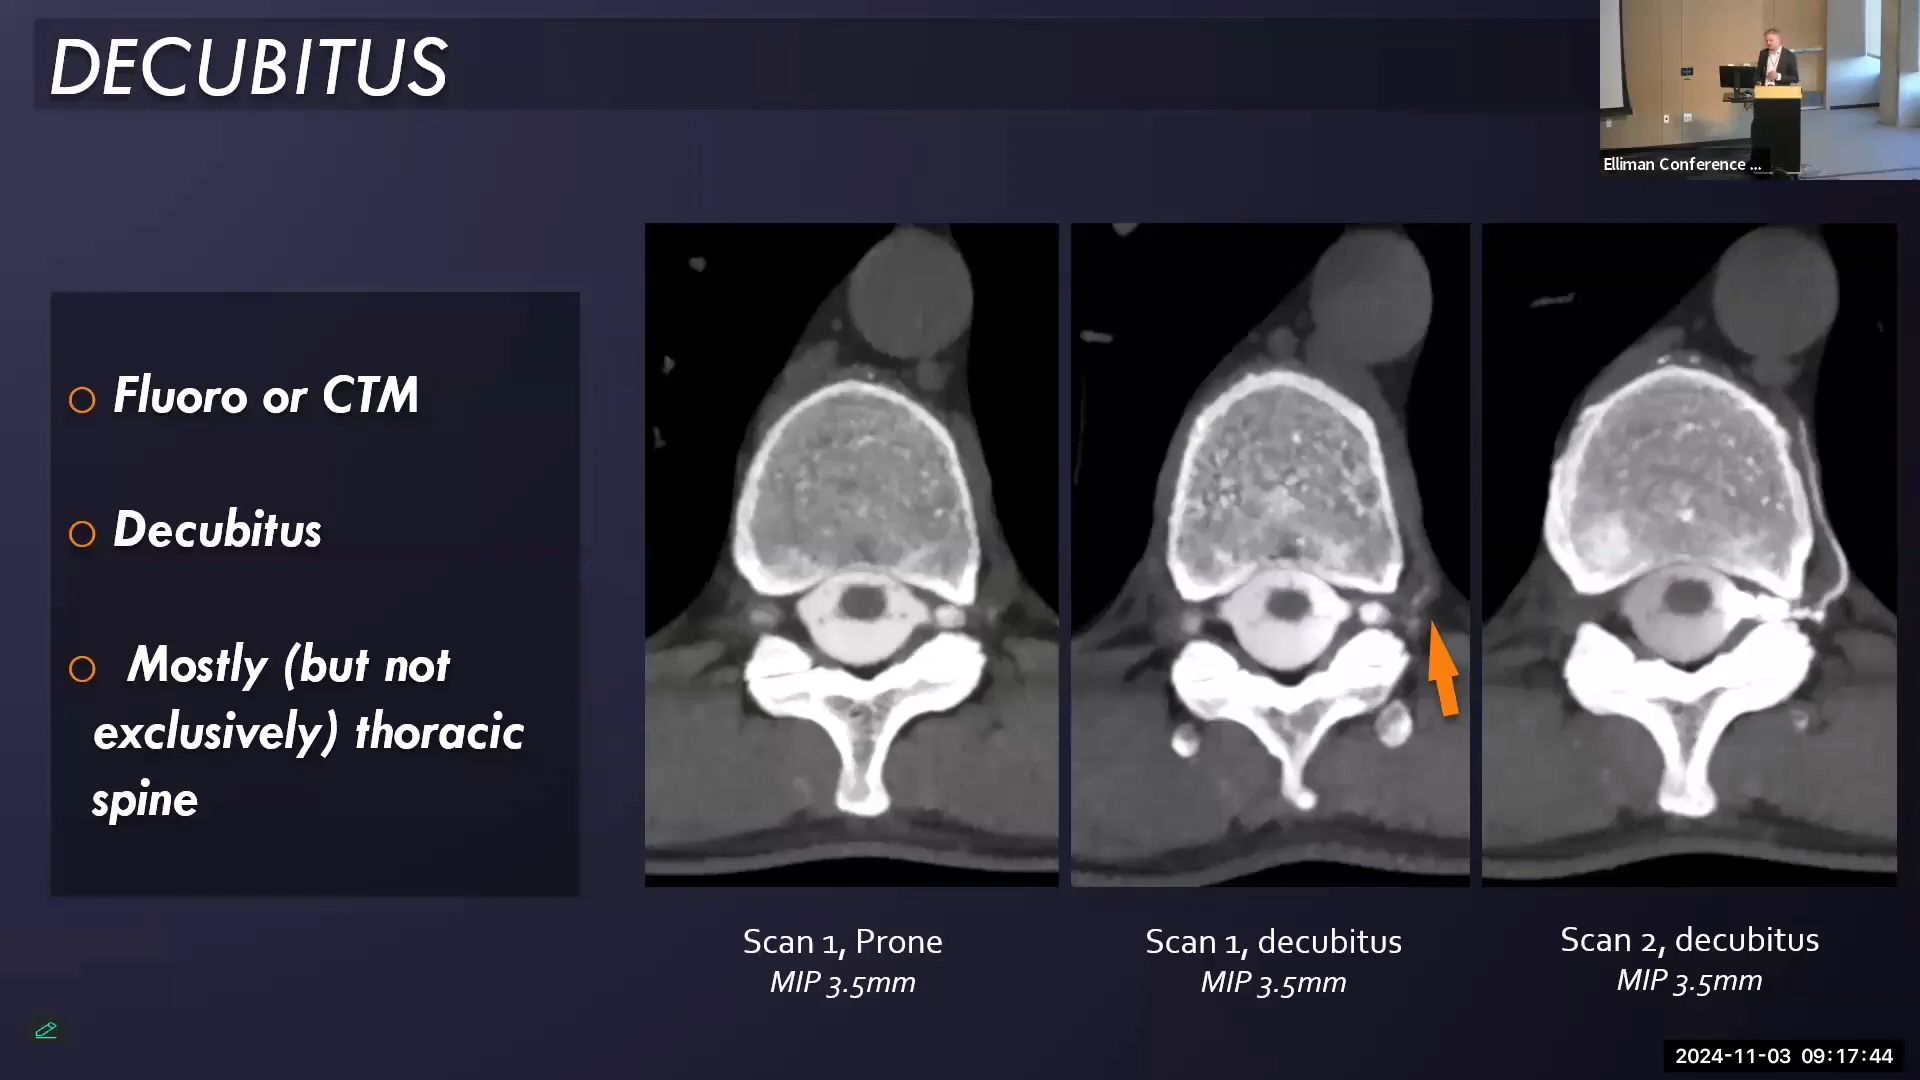 DECUBITUS
Elliman Conference ...
Fluoro or CTM
Decubitus
Mostly (but not
exclusively) thoracic
spine
Scan 1, Prone
MIP 3.5mm
Scan 1, decubitus
MIP 3.5mm
Scan 2, decubitus
MIP 3.5mm
2024-11-03 09:17:44